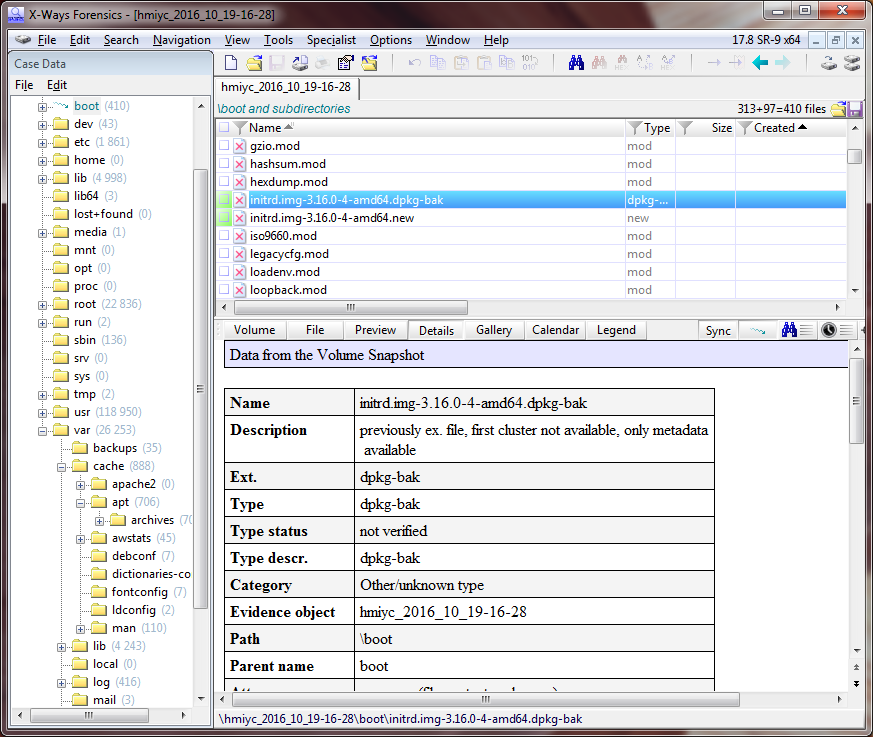 X-Ways Forensics - [hmiyc_2016_10_19-16-28]
File Edit Search Navigation View Tools Specialist Options Window Help 17.8 SR-9 x64
Case Data
File Edit
boot (410)
dev (43)
etc (1 861)
home (0)
lib (4 998)
lib64 (3)
lost+found (0)
media (1)
mnt (0)
opt (0)
proc (0)
root (22 836)
run (2)
sbin (136)
srv (0)
sys (0)
tmp (2)
usr (118 950)
var (26 253)
backups (35)
cache (888)
apache2 (0)
apt (706)
archives (70
awstats (45)
debconf (7)
dictionaries-co
fontconfig (7)
ldconfig (2)
man (110)
lib (4 243)
local (0)
log (416)
mail (3)
hmiyc_2016_10_19-16-28
\boot and subdirectories 313+97=410 files
Name Type Size Created
gzio.mod mod
hashsum.mod mod
hexdump.mod mod
initrd.img-3.16.0-4-amd64.dpkg-bak dpkg-...
initrd.img-3.16.0-4-amd64.new new
iso9660.mod mod
legacycfg.mod mod
loadenv.mod mod
loopback.mod mod
Volume File Preview Details Gallery Calendar Legend Sync
Data from the Volume Snapshot
Name initrd.img-3.16.0-4-amd64.dpkg-bak
Description previously ex. file, first cluster not available, only metadata
available
Ext. dpkg-bak
Type dpkg-bak
Type status not verified
Type descr. dpkg-bak
Category Other/unknown type
Evidence object hmiyc_2016_10_19-16-28
Path \boot
Parent name boot
\hmiyc_2016_10_19-16-28\boot\initrd.img-3.16.0-4-amd64.dpkg-bak